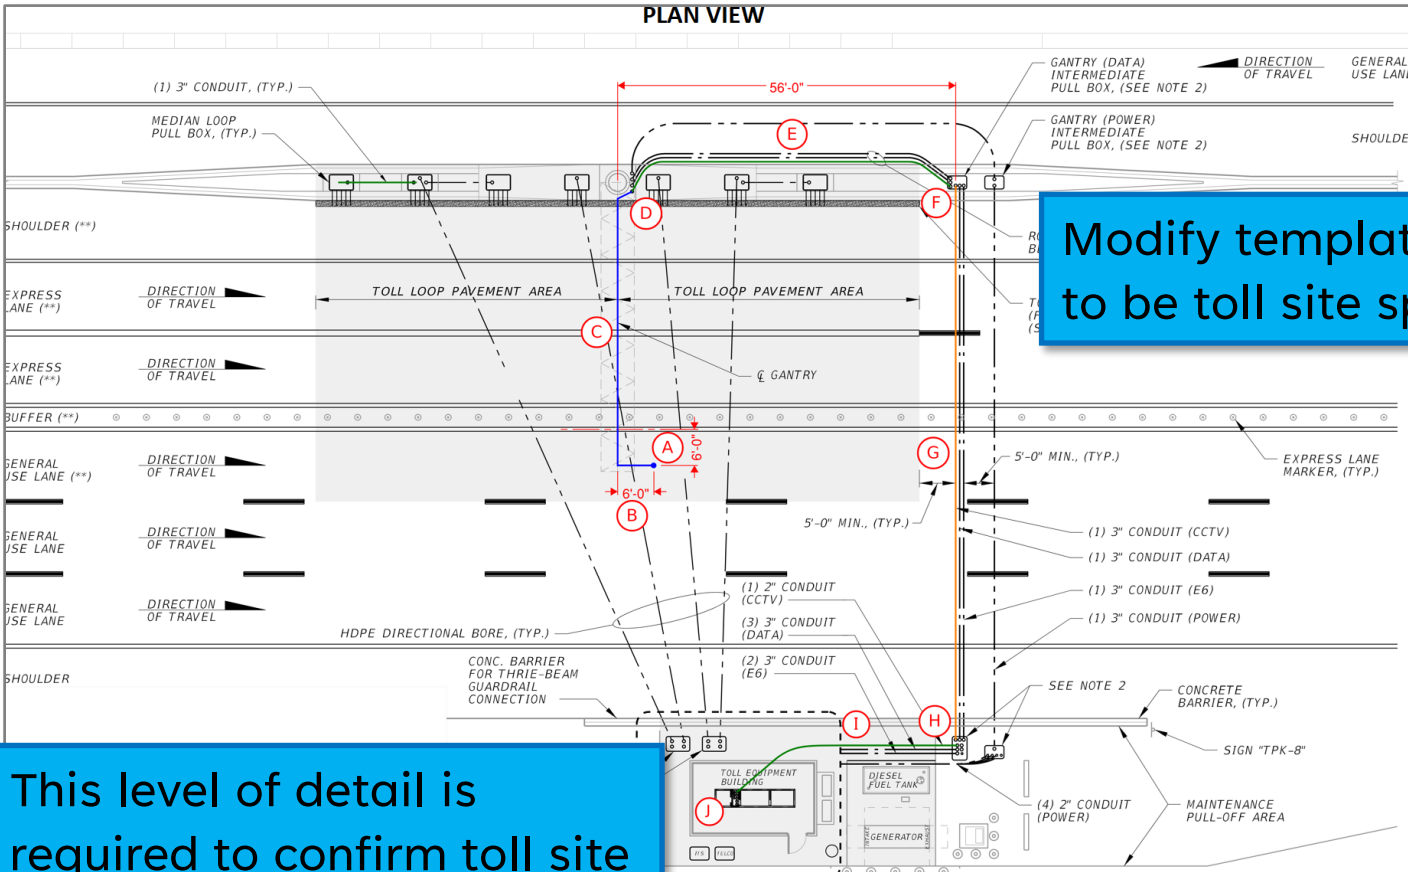 PLAN VIEW
(1) 3" CONDUIT, (TYP.)
MEDIAN LOOP
PULL BOX, (TYP.)
56'-0"
GANTRY (DATA)
INTERMEDIATE
PULL BOX, (SEE NOTE 2)
DIRECTION
OF TRAVEL
GENERAL
USE LANE
GANTRY (POWER)
INTERMEDIATE
PULL BOX, (SEE NOTE 2)
SHOULDER
E
D
F
SHOULDER (**)
Modify templat
to be toll site sp
EXPRESS
LANE (**)
DIRECTION
OF TRAVEL
TOLL LOOP PAVEMENT AREA
TOLL LOOP PAVEMENT AREA
C
EXPRESS
LANE (**)
DIRECTION
OF TRAVEL
℄ GANTRY
BUFFER (**)
A
6'-0"
G
GENERAL
USE LANE (**)
DIRECTION
OF TRAVEL
5'-0" MIN., (TYP.)
EXPRESS LANE
MARKER, (TYP.)
6'-0"
B
5'-0" MIN., (TYP.)
GENERAL
USE LANE
DIRECTION
OF TRAVEL
(1) 3" CONDUIT (CCTV)
(1) 3" CONDUIT (DATA)
(1) 2" CONDUIT
(CCTV)
(1) 3" CONDUIT (E6)
GENERAL
USE LANE
DIRECTION
OF TRAVEL
(3) 3" CONDUIT
(DATA)
(1) 3" CONDUIT (POWER)
HDPE DIRECTIONAL BORE, (TYP.)
(2) 3" CONDUIT
(E6)
SHOULDER
CONC. BARRIER
FOR THRIE-BEAM
GUARDRAIL
CONNECTION
SEE NOTE 2
CONCRETE
BARRIER, (TYP.)
I
H
SIGN "TPK-8"
This level of detail is
required to confirm toll site
TOLL EQUIPMENT
BUILDING
J
DIESEL
FUEL TANK
GENERATOR
INTAKE
EXHAUST
(4) 2" CONDUIT
(POWER)
MAINTENANCE
PULL-OFF AREA
ITS
TELCO